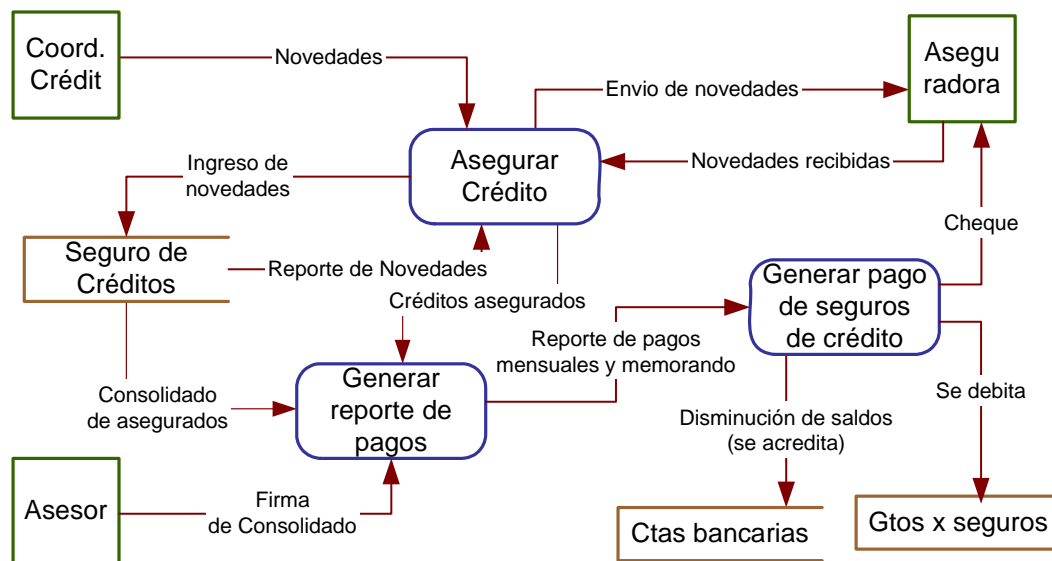 Coord.
Crédit
Novedades
Asegu
radora
Envio de novedades
Asegurar
Crédito
Novedades recibidas
Ingreso de
novedades
Cheque
Seguro de
Créditos
Reporte de Novedades
Créditos asegurados
Generar pago
de seguros
de crédito
Reporte de pagos
mensuales y memorando
Generar
reporte de
pagos
Consolidado
de asegurados
Se debita
Disminución de saldos
(se acredita)
Asesor
Firma
de Consolidado
Ctas bancarias
Gtos x seguros